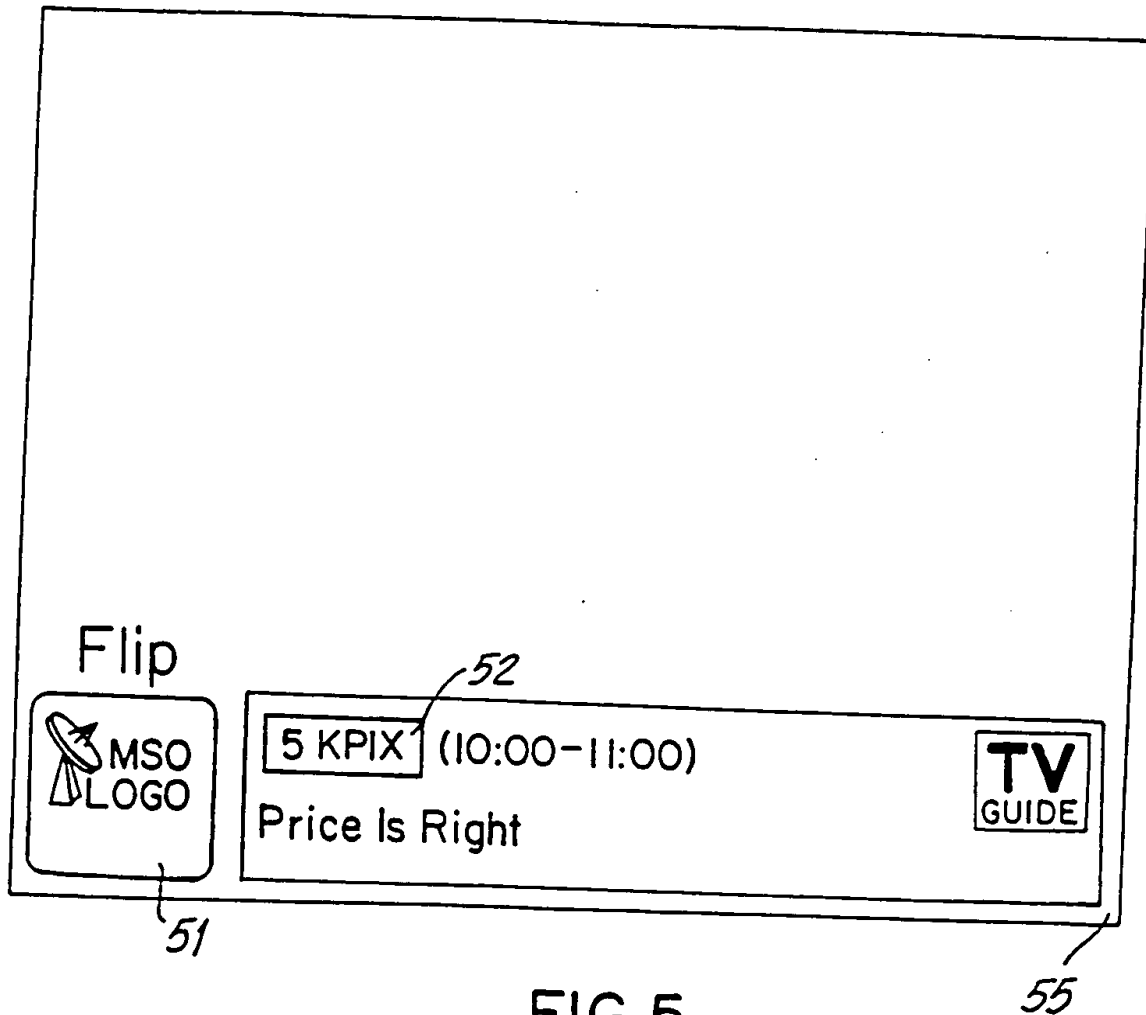 Flip
52
MSO
LOGO
5 KPIX (10:00-11:00)
TV
GUIDE
Price Is Right
51
55
FIG.5